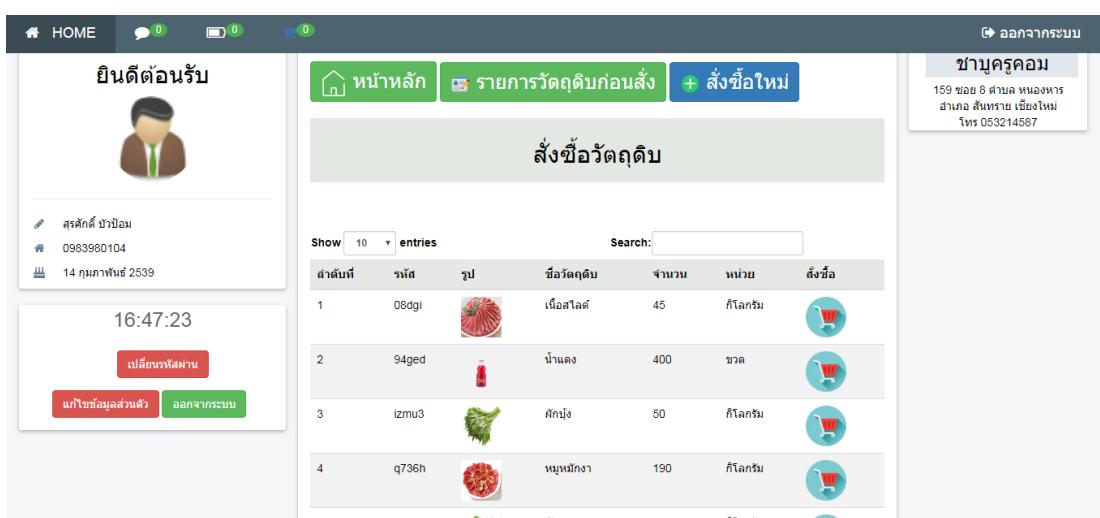 HOME 0 0 0 ออกจากระบบ
ยินดีต้อนรับ
สุรศักดิ์ บัวป้อม
0983980104
14 กุมภาพันธ์ 2539
16:47:23
เปลี่ยนรหัสผ่าน
แก้ไขข้อมูลส่วนตัว ออกจากระบบ
หน้าหลัก รายการวัตถุดิบก่อนสั่ง สั่งซื้อใหม่
สั่งซื้อวัตถุดิบ
Show 10 entries Search:
ลำดับที่ รหัส รูป ชื่อวัตถุดิบ จำนวน หน่วย สั่งซื้อ
1 08dgi เนื้อสไลด์ 45 กิโลกรัม
2 94ged น้ำแดง 400 ขวด
3 izmu3 ผักบุ้ง 50 กิโลกรัม
4 q736h หมูหมักงา 190 กิโลกรัม
ชาบูครูคอม
159 ซอย 8 ตำบล หนองหาร
อำเภอ สันทราย เชียงใหม่
โทร 053214587